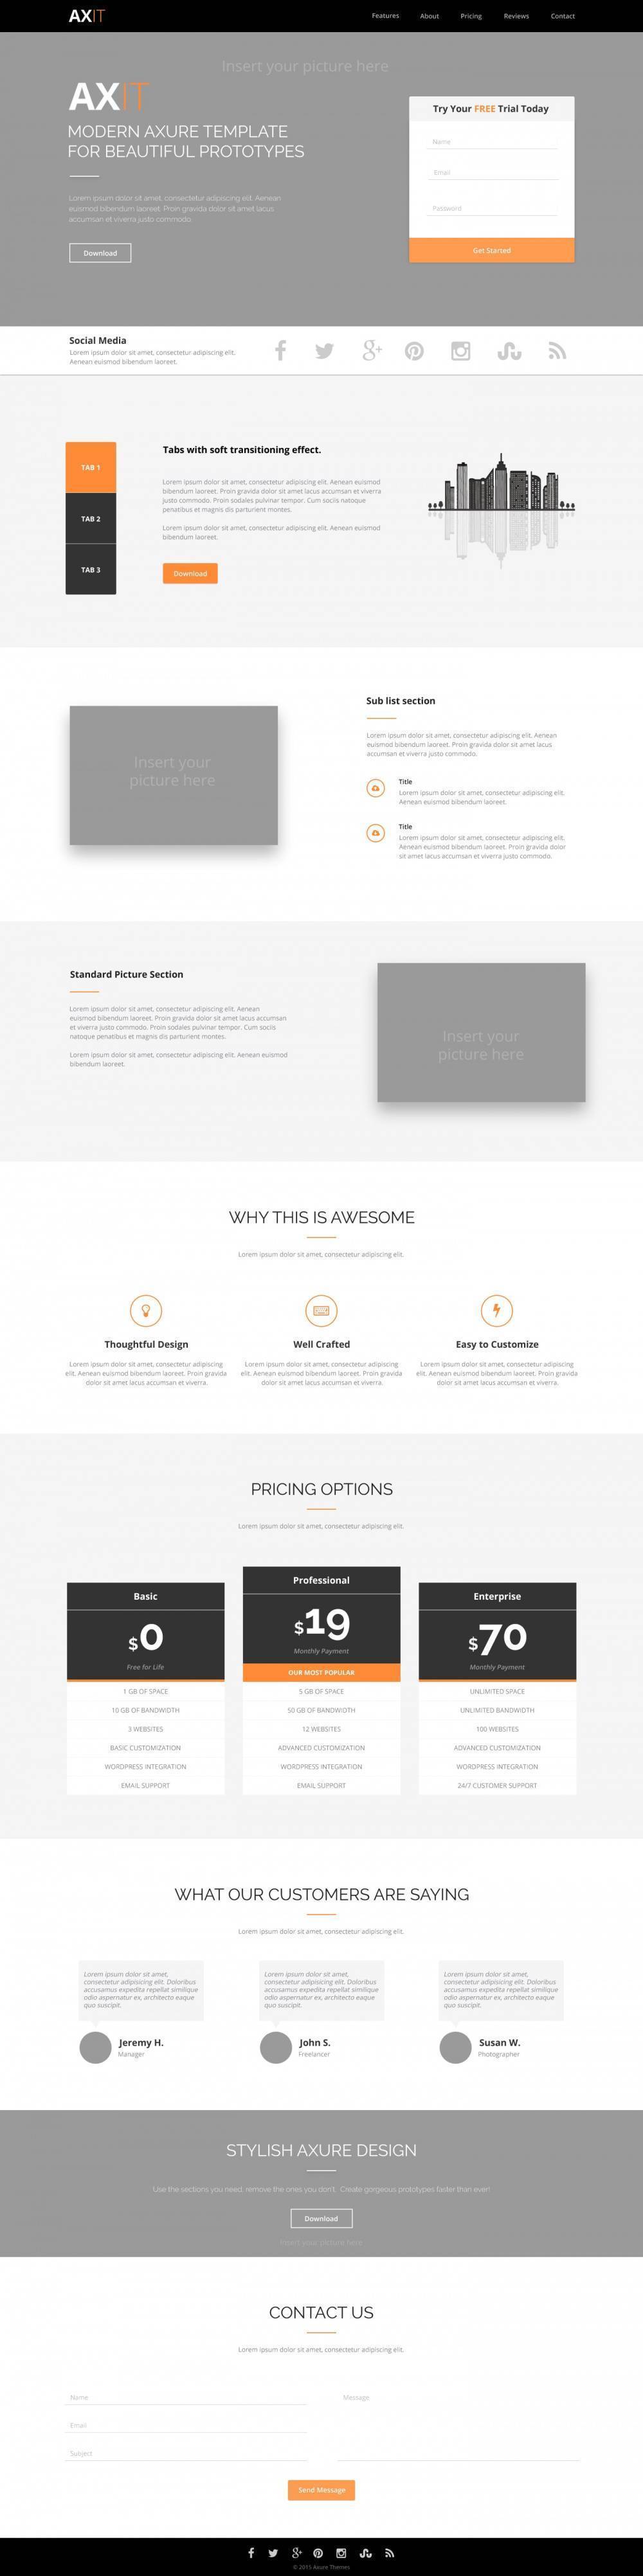 AXIT
Features About Pricing Reviews Contact
Insert your picture here
AXIT
MODERN AXURE TEMPLATE
FOR BEAUTIFUL PROTOTYPES
Lorem ipsum dolor sit amet, consectetur adipiscing elit. Aenean
euismod bibendum laoreet. Proin gravida dolor sit amet lacus
accumsan et viverra justo commodo.
Download
Try Your FREE Trial Today
Name
Email
Password
Get Started
Social Media
Lorem ipsum dolor sit amet, consectetur adipiscing elit.
Aenean euismod bibendum laoreet.
TAB 1
TAB 2
TAB 3
Tabs with soft transitioning effect.
Lorem ipsum dolor sit amet, consectetur adipiscing elit. Aenean euismod
bibendum laoreet. Proin gravida dolor sit amet lacus accumsan et viverra
justo commodo. Proin sodales pulvinar tempor. Cum sociis natoque
penatibus et magnis dis parturient montes.
Lorem ipsum dolor sit amet, consectetur adipiscing elit. Aenean euismod
bibendum laoreet.
Download
Insert your
picture here
Sub list section
Lorem ipsum dolor sit amet, consectetur adipiscing elit. Aenean
euismod bibendum laoreet. Proin gravida dolor sit amet lacus
accumsan et viverra justo commodo.
Title
Lorem ipsum dolor sit amet, consectetur adipiscing elit.
Aenean euismod bibendum laoreet.
Title
Lorem ipsum dolor sit amet, consectetur adipiscing elit.
Aenean euismod bibendum laoreet. Proin gravida dolor
sit amet lacus accumsan et viverra justo commodo.
Standard Picture Section
Lorem ipsum dolor sit amet, consectetur adipiscing elit. Aenean
euismod bibendum laoreet. Proin gravida dolor sit amet lacus accumsan
et viverra justo commodo. Proin sodales pulvinar tempor. Cum sociis
natoque penatibus et magnis dis parturient montes.
Lorem ipsum dolor sit amet, consectetur adipiscing elit. Aenean euismod
bibendum laoreet.
Insert your
picture here
WHY THIS IS AWESOME
Lorem ipsum dolor sit amet, consectetur adipiscing elit.
Thoughtful Design
Lorem ipsum dolor sit amet, consectetur adipiscing
elit. Aenean euismod bibendum laoreet. Proin gravida
dolor sit amet lacus accumsan et viverra.
Well Crafted
Lorem ipsum dolor sit amet, consectetur adipiscing
elit. Aenean euismod bibendum laoreet. Proin gravida
dolor sit amet lacus accumsan et viverra.
Easy to Customize
Lorem ipsum dolor sit amet, consectetur adipiscing
elit. Aenean euismod bibendum laoreet. Proin gravida
dolor sit amet lacus accumsan et viverra.
PRICING OPTIONS
Lorem ipsum dolor sit amet, consectetur adipiscing elit.
Basic
$0
Free for Life
1 GB OF SPACE
10 GB OF BANDWIDTH
3 WEBSITES
BASIC CUSTOMIZATION
WORDPRESS INTEGRATION
EMAIL SUPPORT
Professional
$19
Monthly Payment
OUR MOST POPULAR
5 GB OF SPACE
50 GB OF BANDWIDTH
12 WEBSITES
ADVANCED CUSTOMIZATION
WORDPRESS INTEGRATION
EMAIL SUPPORT
Enterprise
$70
Monthly Payment
UNLIMITED SPACE
UNLIMITED BANDWIDTH
100 WEBSITES
ADVANCED CUSTOMIZATION
WORDPRESS INTEGRATION
24/7 CUSTOMER SUPPORT
WHAT OUR CUSTOMERS ARE SAYING
Lorem ipsum dolor sit amet, consectetur adipiscing elit.
Lorem ipsum dolor sit amet,
consectetur adipisicing elit. Doloribus
accusamus expedita repellat similique
odio aspernatur ex, architecto eaque
quo suscipit.
Jeremy H.
Manager
Lorem ipsum dolor sit amet,
consectetur adipisicing elit. Doloribus
accusamus expedita repellat similique
odio aspernatur ex, architecto eaque
quo suscipit.
John S.
Freelancer
Lorem ipsum dolor sit amet,
consectetur adipisicing elit. Doloribus
accusamus expedita repellat similique
odio aspernatur ex, architecto eaque
quo suscipit.
Susan W.
Photographer
STYLISH AXURE DESIGN
Use the sections you need, remove the ones you don't. Create gorgeous prototypes faster than ever!
Download
Insert your picture here
CONTACT US
Lorem ipsum dolor sit amet, consectetur adipiscing elit.
Name
Email
Subject
Message
Send Message
© 2015 Axure Themes